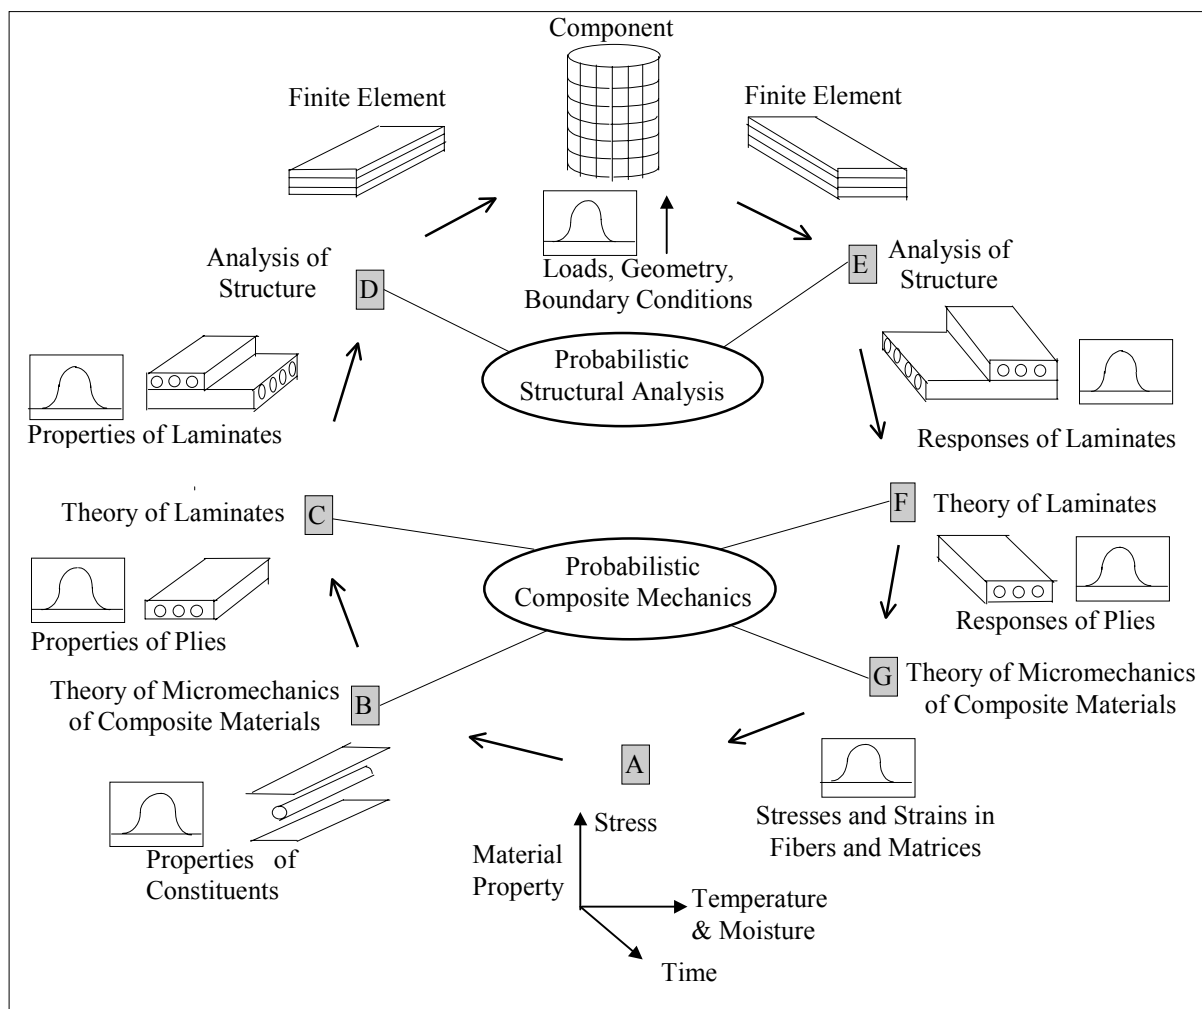 Component
Finite Element
Finite Element
Analysis of
Structure
D
Loads, Geometry,
Boundary Conditions
E
Analysis of
Structure
Probabilistic
Structural Analysis
Properties of Laminates
Responses of Laminates
Theory of Laminates
C
F
Theory of Laminates
Probabilistic
Composite Mechanics
Properties of Plies
Responses of Plies
Theory of Micromechanics
of Composite Materials
B
G
Theory of Micromechanics
of Composite Materials
A
Properties of
Constituents
Stress
Material
Property
Temperature
& Moisture
Time
Stresses and Strains in
Fibers and Matrices